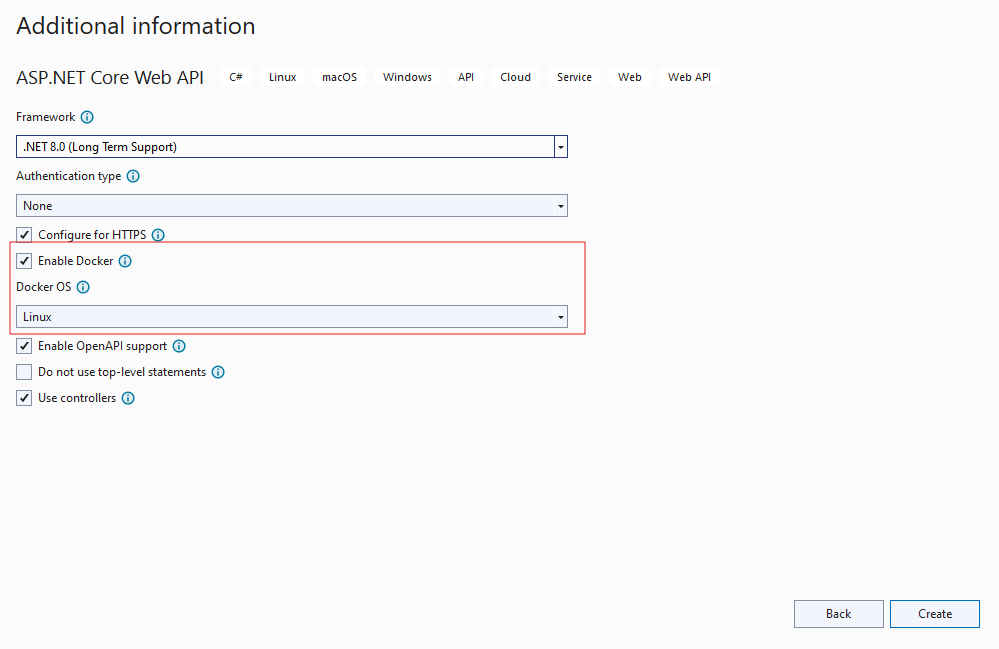 Additional information
ASP.NET Core Web API C# Linux macOS Windows API Cloud Service Web Web API
Framework
.NET 8.0 (Long Term Support)
Authentication type
None
Configure for HTTPS
Enable Docker
Docker OS
Linux
Enable OpenAPI support
Do not use top-level statements
Use controllers
Back Create